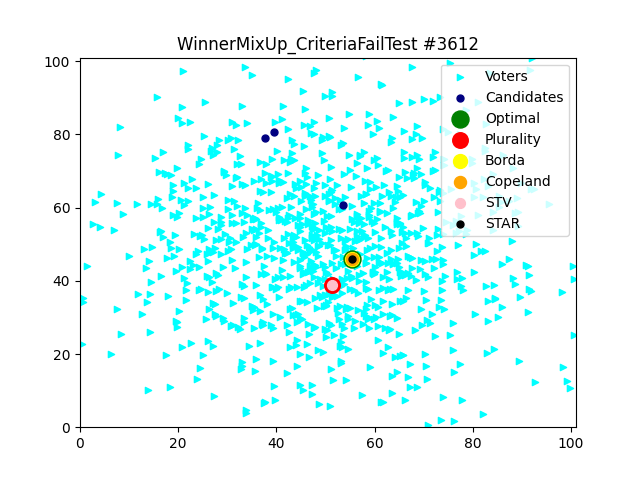 WinnerMixUp_CriteriaFailTest #3612
100
80
60
40
20
0
0
20
40
60
80
100
Voters
Candidates
Optimal
Plurality
Borda
Copeland
STV
STAR